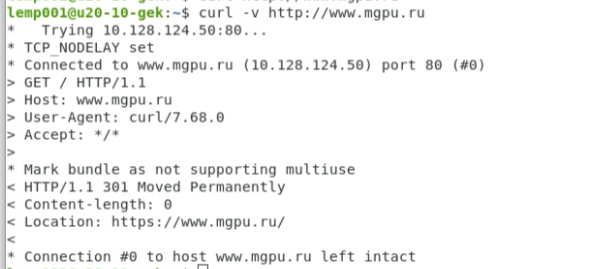 lemp001@u20-10-gek:~$ curl -v http://www.mgpu.ru
*   Trying 10.128.124.50:80...
* TCP_NODELAY set
* Connected to www.mgpu.ru (10.128.124.50) port 80 (#0)
> GET / HTTP/1.1
> Host: www.mgpu.ru
> User-Agent: curl/7.68.0
> Accept: */*
>
* Mark bundle as not supporting multiuse
< HTTP/1.1 301 Moved Permanently
< Content-length: 0
< Location: https://www.mgpu.ru/
<
* Connection #0 to host www.mgpu.ru left intact